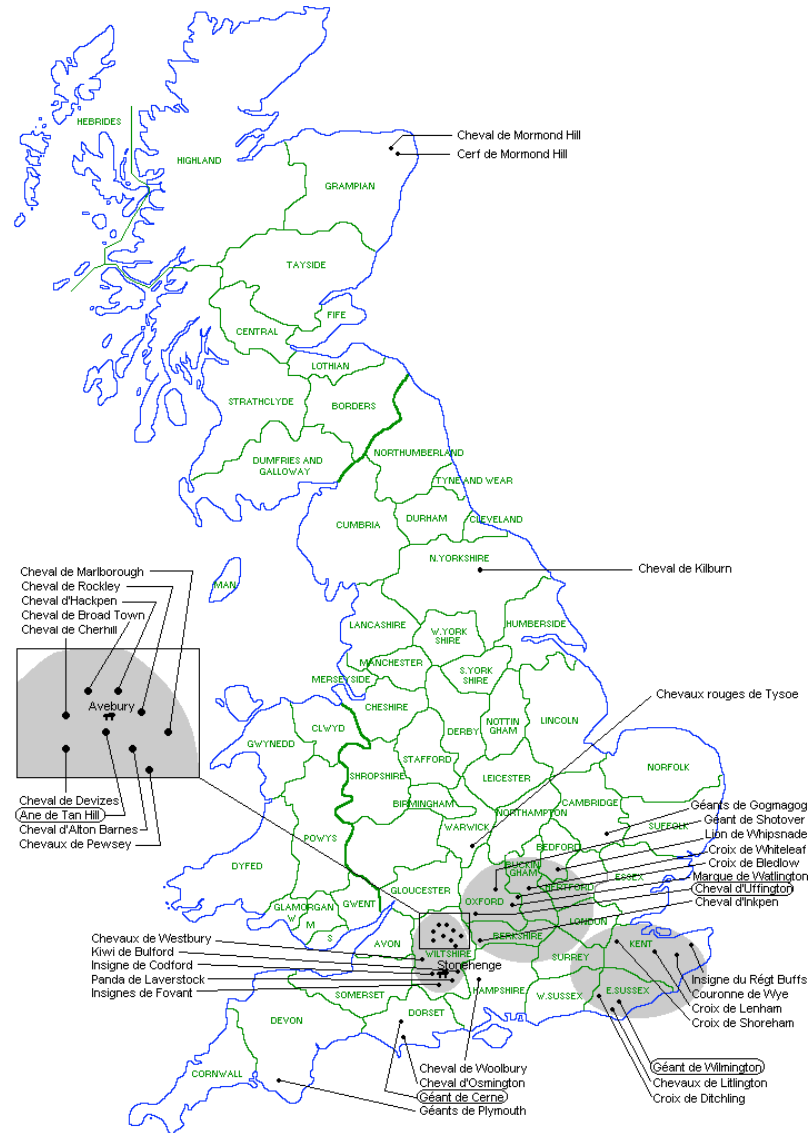 HEBRIDES
HIGHLAND
Cheval de Mormond Hill
Cerf de Mormond Hill
GRAMPIAN
TAYSIDE
FIFE
CENTRAL
LOTHIAN
STRATHCLYDE
BORDERS
DUMFRIES AND
GALLOWAY
NORTHUMBERLAND
TYNE AND WEAR
DURHAM
CLEVELAND
CUMBRIA
N.YORKSHIRE
Cheval de Kilburn
MAN
Cheval de Marlborough
Cheval de Rockley
Cheval d'Hackpen
Cheval de Broad Town
Cheval de Cherhill
Avebury
Cheval de Devizes
Ane de Tan Hill
Cheval d'Alton Barnes
Chevaux de Pewsey
LANCASHIRE
W.YORK
SHIRE
HUMBERSIDE
MANCHESTER
S.YORK
SHIRE
MERSEYSIDE
CHESHIRE
Chevaux rouges de Tysoe
CLWYD
GWYNEDD
DERBY
NOTTIN
GHAM
LINCOLN
STAFFORD
SHROPSHIRE
LEICESTER
NORFOLK
BIRMINGHAM
NORTHAMPTON
CAMBRIDGE
SUFFOLK
WARWICK
BEDFORD
POWYS
DYFED
BUCKIN
GHAM
HERTFORD
ESSEX
GLOUCESTER
OXFORD
Géants de Gogmagog
Géant de Shotover
Lion de Whipsnade
Croix de Whiteleaf
Croix de Bledlow
Marque de Watlington
Cheval d'Uffington
Cheval d'Inkpen
GLAMORGAN
W
M
S
GWENT
AVON
WILTSHIRE
BERKSHIRE
LONDON
SURREY
KENT
Chevaux de Westbury
Kiwi de Bulford
Insigne de Codford
Panda de Laverstock
Insignes de Fovant
Stonehenge
SOMERSET
HAMPSHIRE
W.SUSSEX
E.SUSSEX
DORSET
DEVON
CORNWALL
Insigne du Régt Buffs
Couronne de Wye
Croix de Lenham
Croix de Shoreham
Géant de Wilmington
Chevaux de Litlington
Croix de Ditchling
Cheval de Woolbury
Cheval d'Osmington
Géant de Cerne
Géants de Plymouth